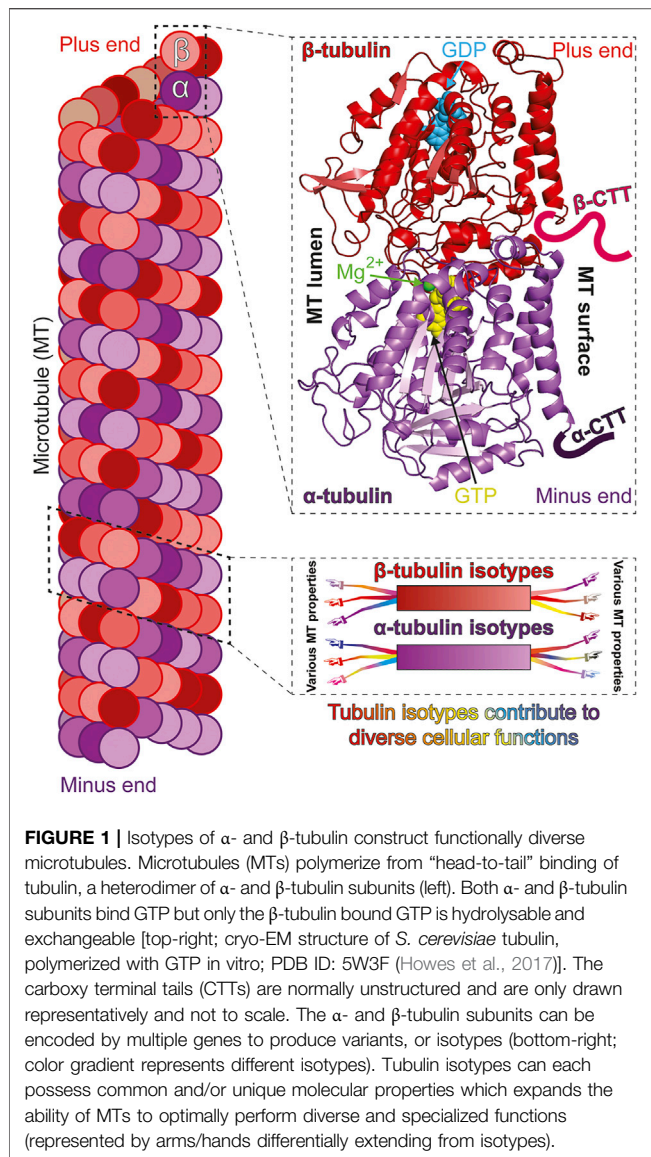 Plus end
β
α
Microtubule (MT)
Minus end
β-tubulin
GDP
Plus end
β-CTT
MT lumen
Mg2+
MT surface
α-CTT
α-tubulin
GTP
Minus end
Various MT properties
β-tubulin isotypes
α-tubulin isotypes
Various MT properties
Tubulin isotypes contribute to
diverse cellular functions
FIGURE 1 | Isotypes of α- and β-tubulin construct functionally diverse
microtubules. Microtubules (MTs) polymerize from “head-to-tail” binding of
tubulin, a heterodimer of α- and β-tubulin subunits (left). Both α- and β-tubulin
subunits bind GTP but only the β-tubulin bound GTP is hydrolysable and
exchangeable [top-right; cryo-EM structure of S. cerevisiae tubulin,
polymerized with GTP in vitro; PDB ID: 5W3F (Howes et al., 2017)]. The
carboxy terminal tails (CTTs) are normally unstructured and are only drawn
representatively and not to scale. The α- and β-tubulin subunits can be
encoded by multiple genes to produce variants, or isotypes (bottom-right;
color gradient represents different isotypes). Tubulin isotypes can each
possess common and/or unique molecular properties which expands the
ability of MTs to optimally perform diverse and specialized functions
(represented by arms/hands differentially extending from isotypes).